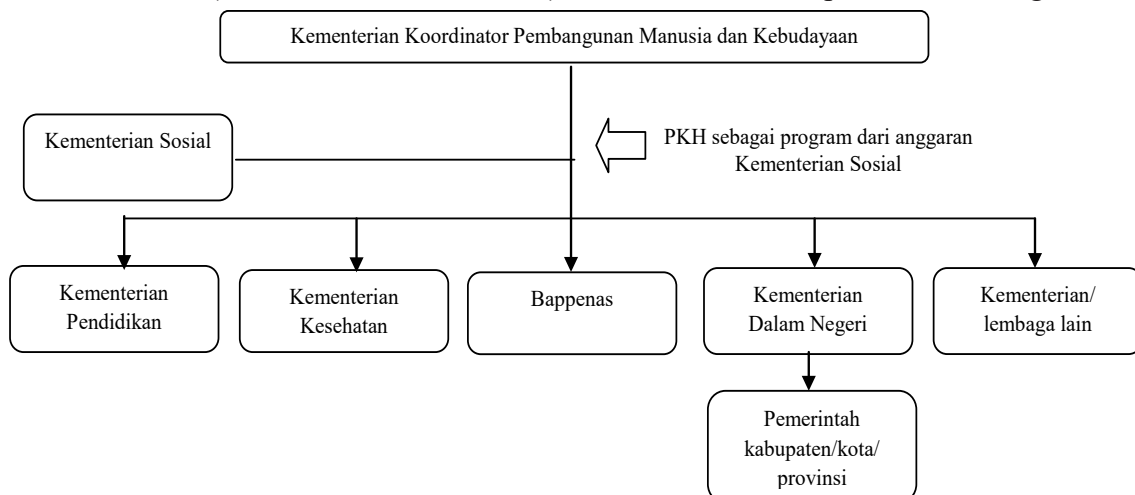 Kementerian Koordinator Pembangunan Manusia dan Kebudayaan
Kementerian Sosial
PKH sebagai program dari anggaran
Kementerian Sosial
Kementerian
Pendidikan
Kementerian
Kesehatan
Bappenas
Kementerian
Dalam Negeri
Kementerian/
lembaga lain
Pemerintah
kabupaten/kota/
provinsi